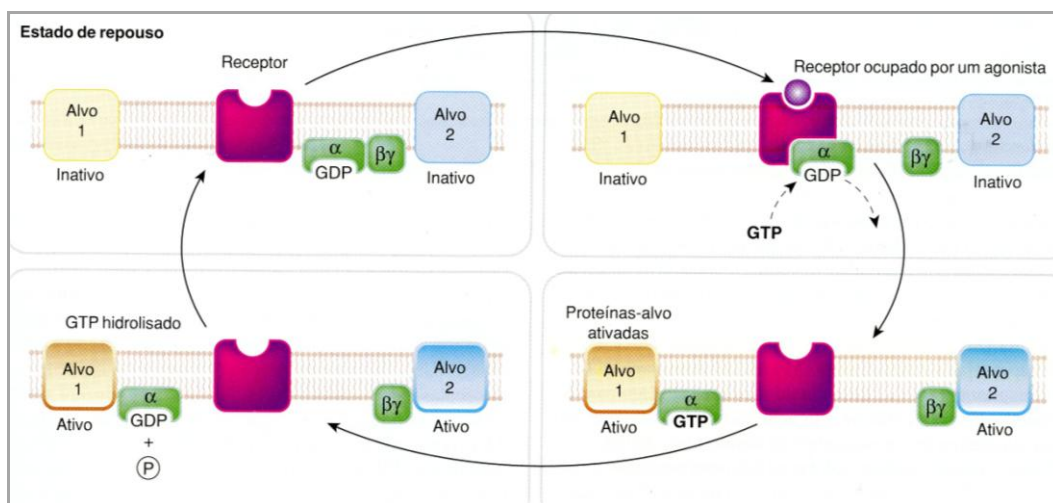 Estado de repouso
Receptor
Alvo
1
Inativo
α
GDP
βγ
Alvo
2
Inativo
Receptor ocupado por um agonista
Alvo
1
Inativo
α
GDP
GTP
βγ
Alvo
2
Inativo
GTP hidrolisado
Alvo
1
Ativo
α
GDP
+
P
βγ
Alvo
2
Ativo
Proteínas-alvo
ativadas
Alvo
1
Ativo
α
GTP
βγ
Alvo
2
Ativo